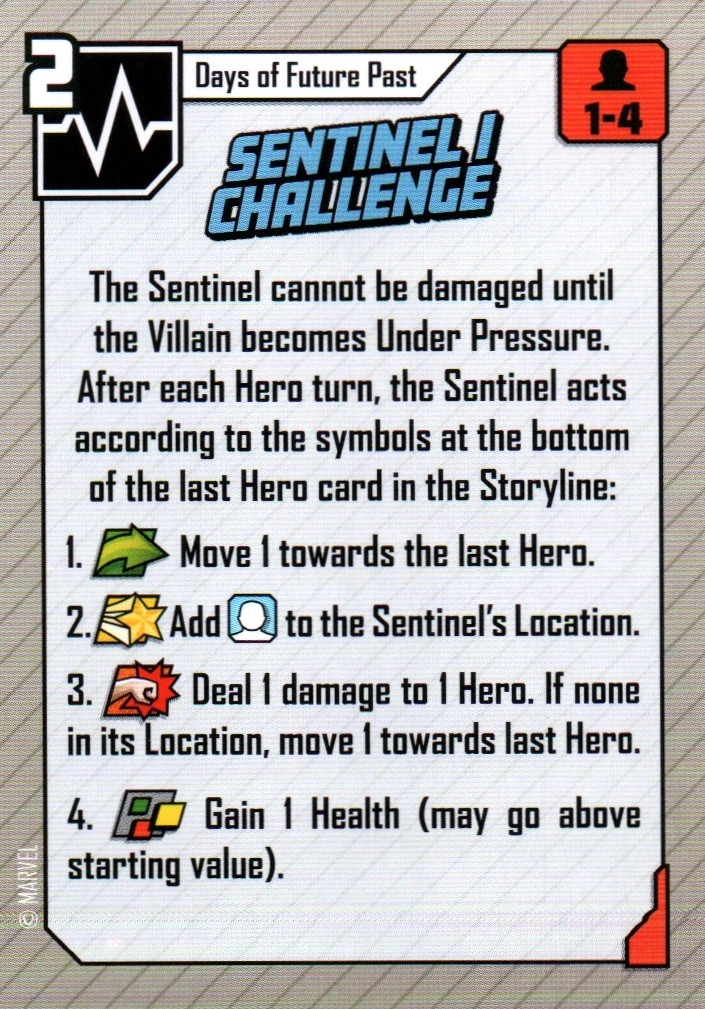 2
Days of Future Past
1-4
SENTINEL I
CHALLENGE
The Sentinel cannot be damaged until
the Villain becomes Under Pressure.
After each Hero turn, the Sentinel acts
according to the symbols at the bottom
of the last Hero card in the Storyline:
1. Move 1 towards the last Hero.
2. Add to the Sentinel's Location.
3. Deal 1 damage to 1 Hero. If none
in its Location, move 1 towards last Hero.
4. Gain 1 Health (may go above
starting value).
© MARVEL